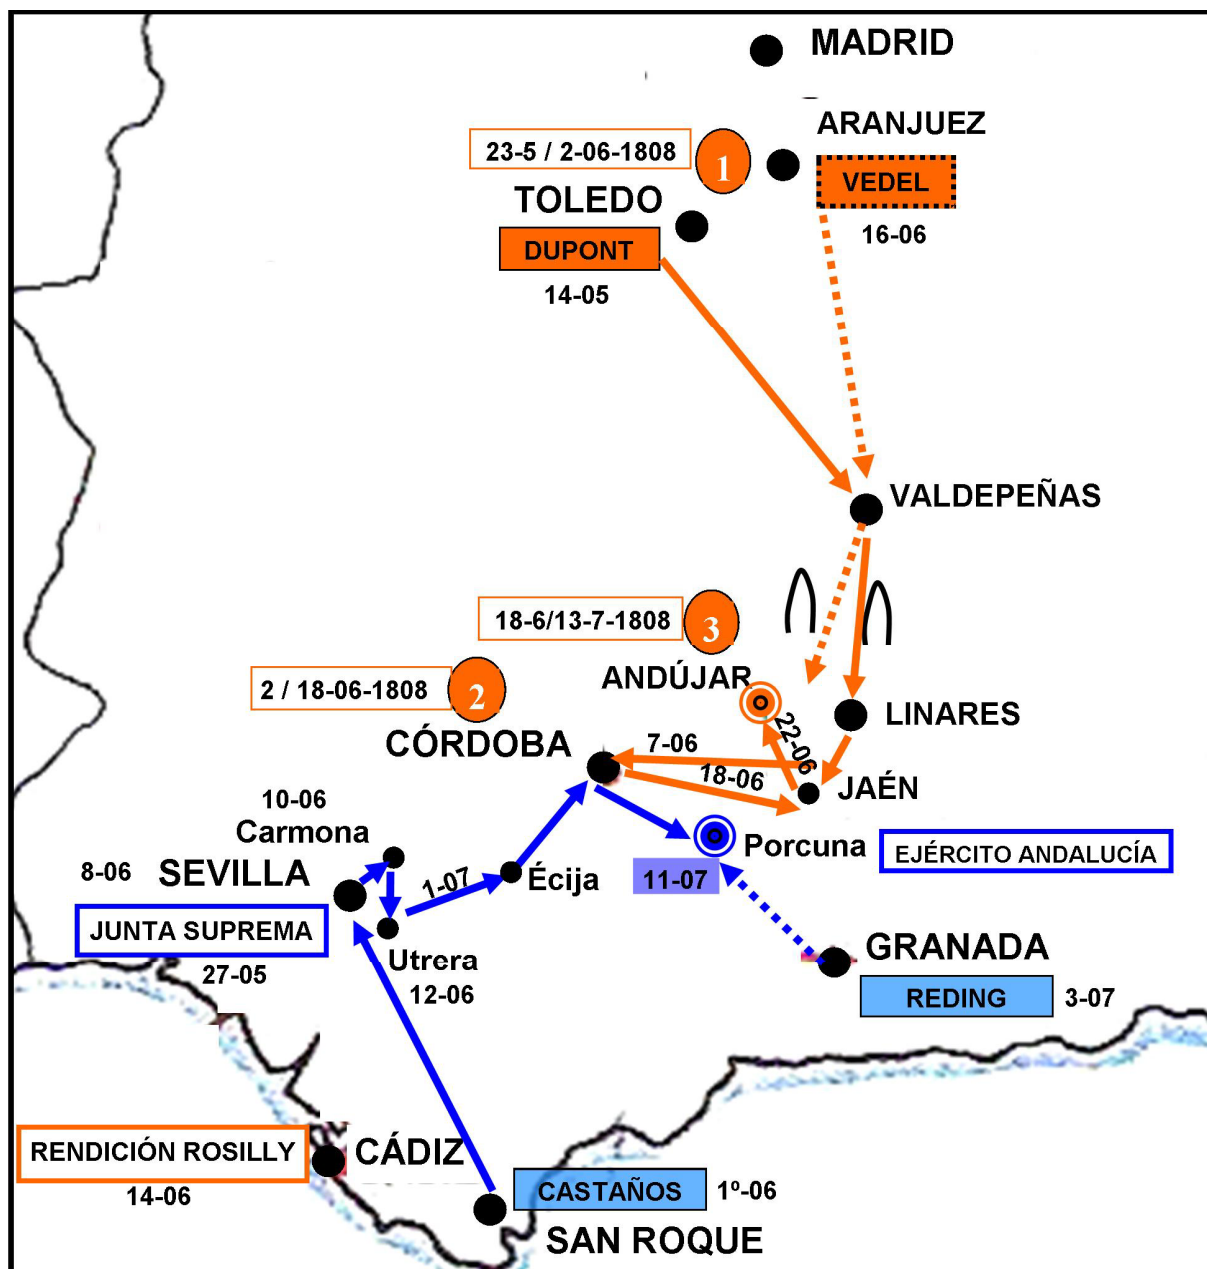 MADRID
ARANJUEZ
23-5 / 2-06-1808
1
VEDEL
TOLEDO
16-06
DUPONT
14-05
VALDEPEÑAS
18-6/13-7-1808
3
ANDÚJAR
2 / 18-06-1808
2
LINARES
CÓRDOBA
7-06
22-06
18-06
JAÉN
10-06
Carmona
Porcuna
EJÉRCITO ANDALUCÍA
8-06
SEVILLA
1-07
Écija
11-07
JUNTA SUPREMA
27-05
Utrera
12-06
GRANADA
REDING
3-07
RENDICIÓN ROSILLY
CÁDIZ
14-06
CASTAÑOS
1º-06
SAN ROQUE